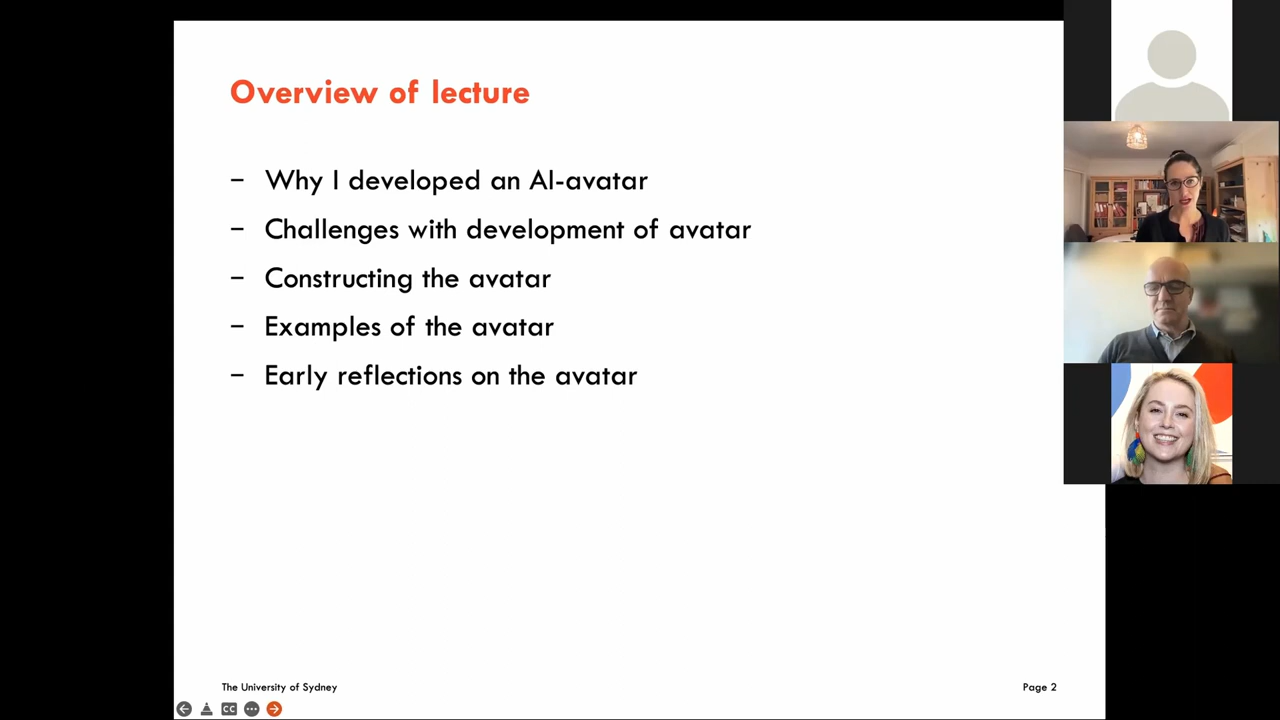 Overview of lecture
– Why I developed an AI-avatar
– Challenges with development of avatar
– Constructing the avatar
– Examples of the avatar
– Early reflections on the avatar
The University of Sydney
Page 2
CC